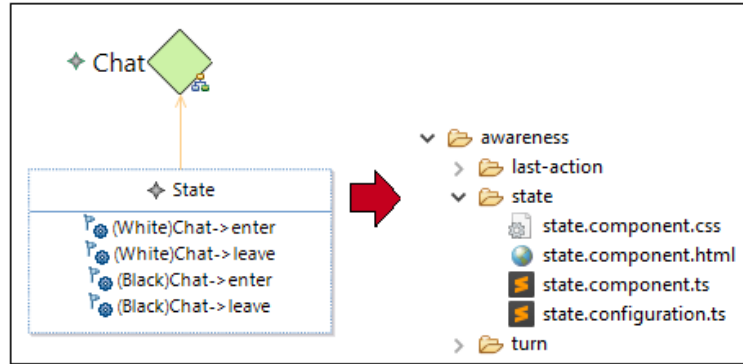 Chat
State
(White)Chat->enter
(White)Chat->leave
(Black)Chat->enter
(Black)Chat->leave
awareness
last-action
state
state.component.css
state.component.html
state.component.ts
state.configuration.ts
turn